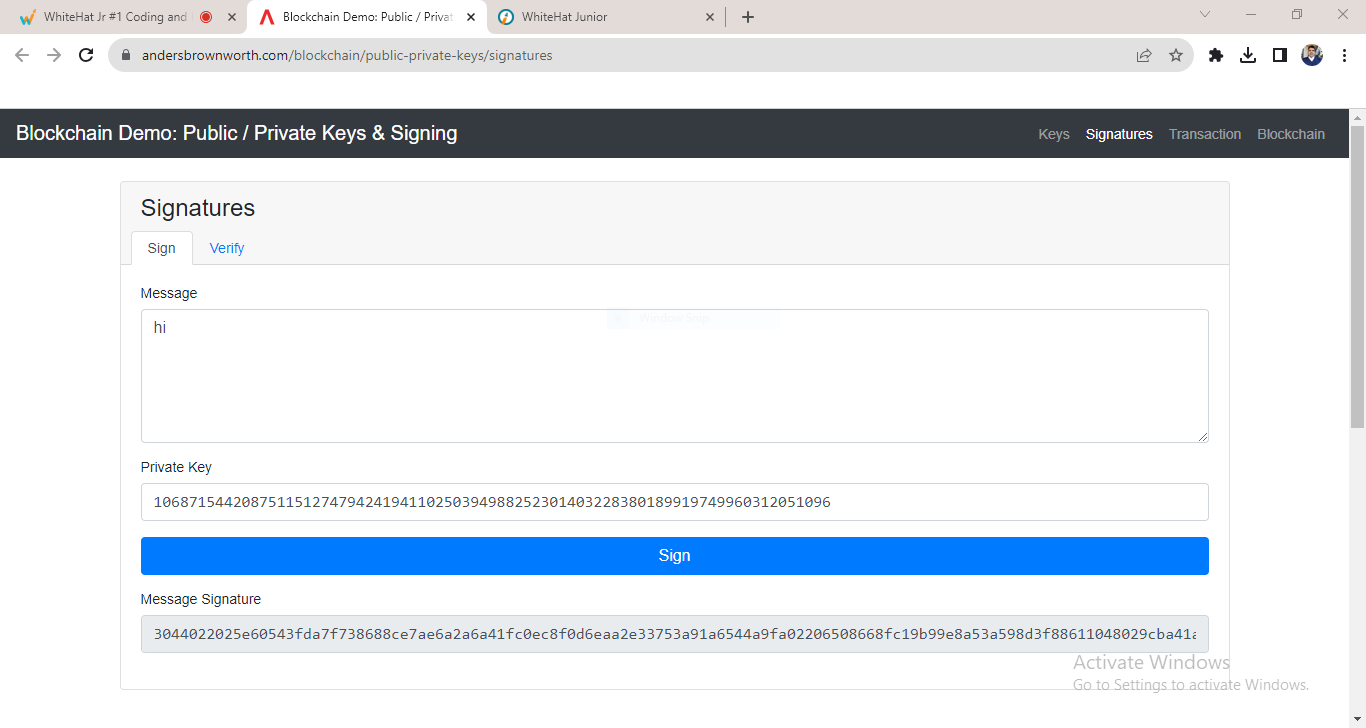 WhiteHat Jr #1 Coding and
Blockchain Demo: Public / Privat
WhiteHat Junior
andersbrownworth.com/blockchain/public-private-keys/signatures
Blockchain Demo: Public / Private Keys & Signing
Keys Signatures Transaction Blockchain
Signatures
Sign Verify
Message
Window Snip
hi
Private Key
10687154420875115127479424194110250394988252301403228380189919749960312051096
Sign
Message Signature
3044022025e60543fda7f738688ce7ae6a2a6a41fc0ec8f0d6eaa2e33753a91a6544a9fa02206508668fc19b99e8a53a598d3f88611048029cba41a
Activate Windows
Go to Settings to activate Windows.